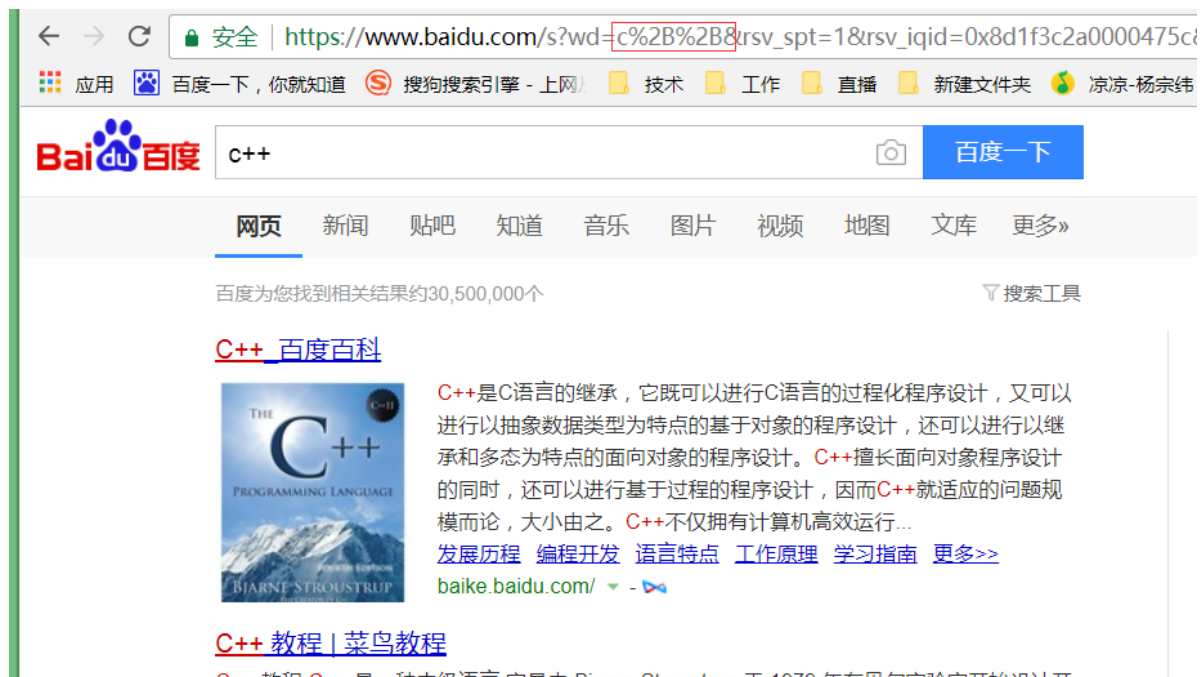 安全 | https://www.baidu.com/s?wd=c%2B%2B&rsv_spt=1&rsv_iqid=0x8d1f3c2a0000475c&
应用 百度一下，你就知道 搜狗搜索引擎 - 上网 技术 工作 直播 新建文件夹 凉凉-杨宗纬
Bai du 百度 c++ 百度一下
网页 新闻 贴吧 知道 音乐 图片 视频 地图 文库 更多»
百度为您找到相关结果约30,500,000个 搜索工具
C++_百度百科
THE
C++
PROGRAMMING LANGUAGE
FOURTH EDITION
BJARNE STROUSTRUP
THE CREATOR OF C++
C++11
C++是C语言的继承，它既可以进行C语言的过程化程序设计，又可以
进行以抽象数据类型为特点的基于对象的程序设计，还可以进行以继
承和多态为特点的面向对象的程序设计。C++擅长面向对象程序设计
的同时，还可以进行基于过程的程序设计，因而C++就适应的问题规
模而论，大小由之。C++不仅拥有计算机高效运行...
发展历程 编程开发 语言特点 工作原理 学习指南 更多>>
baike.baidu.com/ -
C++ 教程 | 菜鸟教程